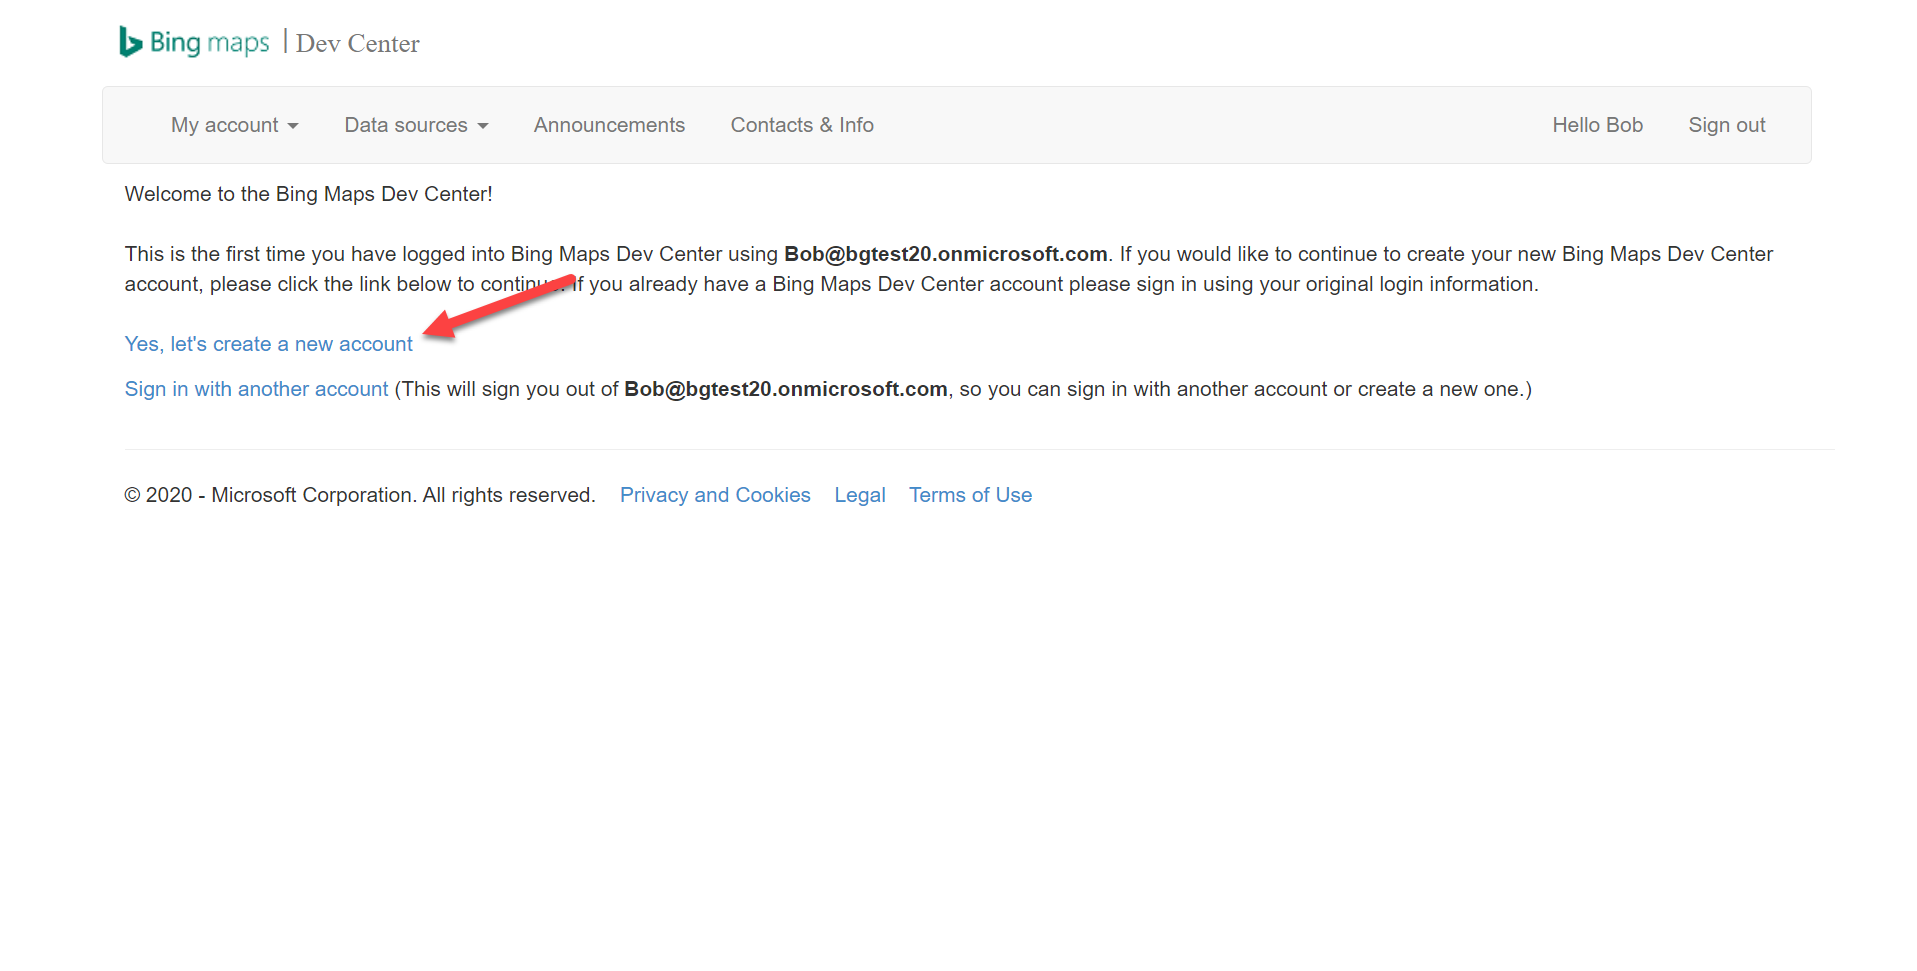 Bing maps | Dev Center
My account Data sources Announcements Contacts & Info Hello Bob Sign out
Welcome to the Bing Maps Dev Center!
This is the first time you have logged into Bing Maps Dev Center using Bob@bgtest20.onmicrosoft.com. If you would like to continue to create your new Bing Maps Dev Center
account, please click the link below to continue. If you already have a Bing Maps Dev Center account please sign in using your original login information.
Yes, let's create a new account
Sign in with another account (This will sign you out of Bob@bgtest20.onmicrosoft.com, so you can sign in with another account or create a new one.)
© 2020 - Microsoft Corporation. All rights reserved. Privacy and Cookies Legal Terms of Use